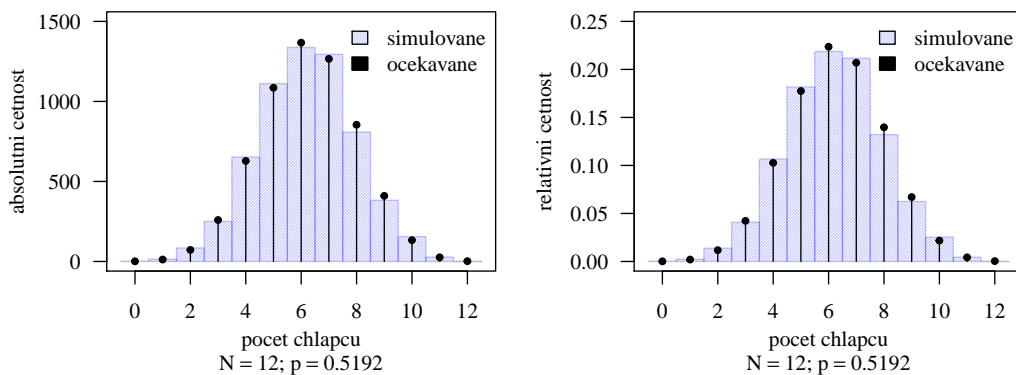 absolutni cetnost
1500
1000
500
0
simulovane
ocekavane
0 2 4 6 8 10 12
pocet chlapcu
N = 12; p = 0.5192
relativni cetnost
0.25
0.20
0.15
0.10
0.05
0.00
simulovane
ocekavane
0 2 4 6 8 10 12
pocet chlapcu
N = 12; p = 0.5192